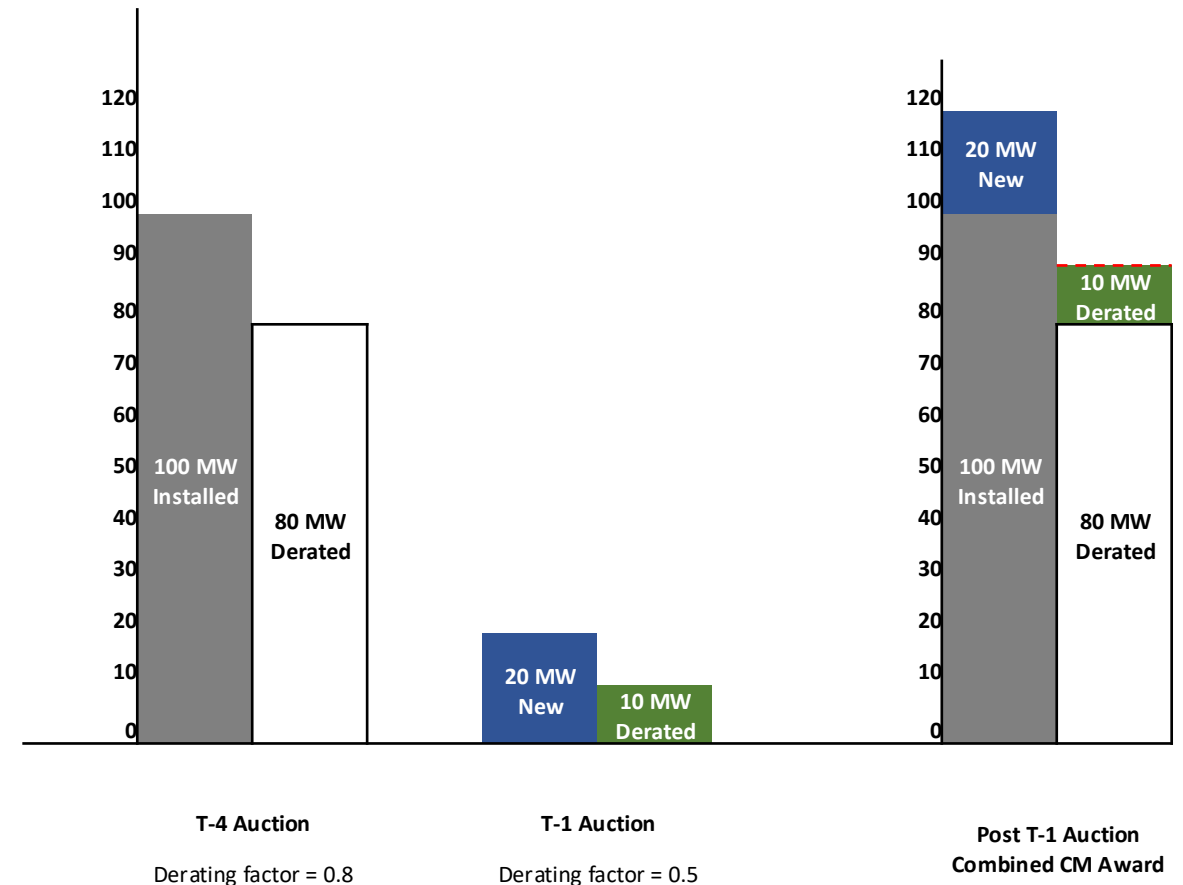 120
110
100
90
80
70
60
50
40
30
20
10
0
100 MW
Installed
80 MW
Derated
20 MW
New
10 MW
Derated
120
110
100
90
80
70
60
50
40
30
20
10
0
20 MW
New
100 MW
Installed
10 MW
Derated
80 MW
Derated
T-4 Auction
Derating factor = 0.8
T-1 Auction
Derating factor = 0.5
Post T-1 Auction
Combined CM Award